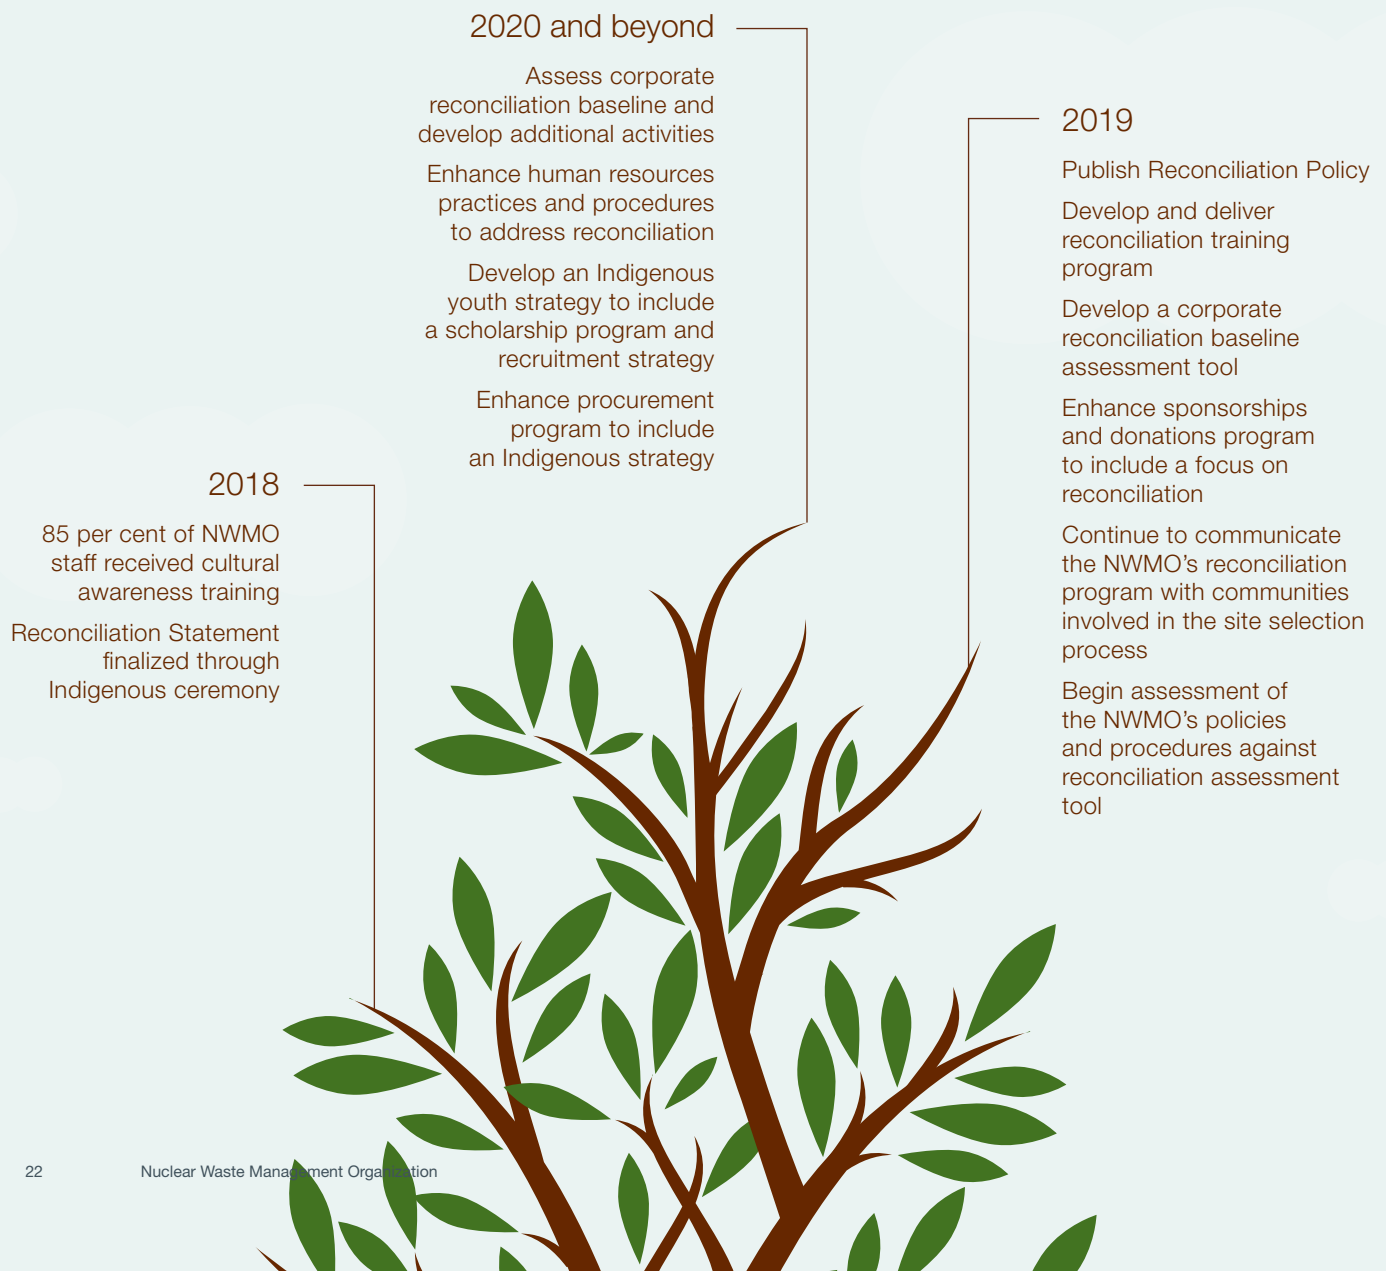 2020 and beyond
Assess corporate
reconciliation baseline and
develop additional activities
Enhance human resources
practices and procedures
to address reconciliation
Develop an Indigenous
youth strategy to include
a scholarship program and
recruitment strategy
Enhance procurement
program to include
an Indigenous strategy
2019
Publish Reconciliation Policy
Develop and deliver
reconciliation training
program
Develop a corporate
reconciliation baseline
assessment tool
Enhance sponsorships
and donations program
to include a focus on
reconciliation
Continue to communicate
the NWMO’s reconciliation
program with communities
involved in the site selection
process
Begin assessment of
the NWMO’s policies
and procedures against
reconciliation assessment
tool
2018
85 per cent of NWMO
staff received cultural
awareness training
Reconciliation Statement
finalized through
Indigenous ceremony
22 Nuclear Waste Management Organization